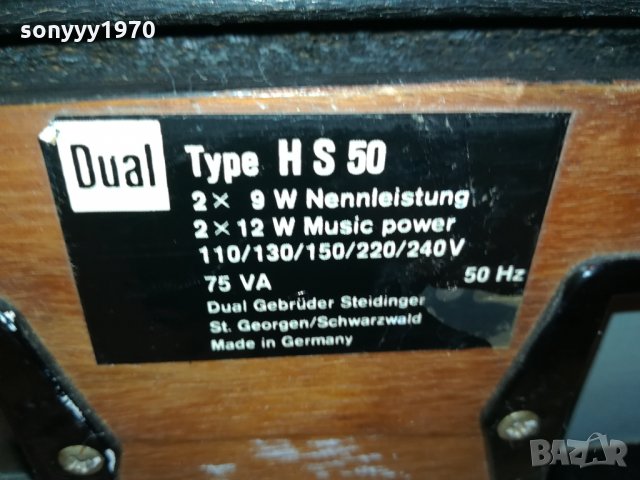 sonyyy1970
Dual Type H S 50
2 x 9 W Nennleistung
2 x 12 W Music power
110/130/150/220/240V
75 VA 50 Hz
Dual Gebrüder Steidinger
St. Georgen/Schwarzwald
Made in Germany
BAZAR